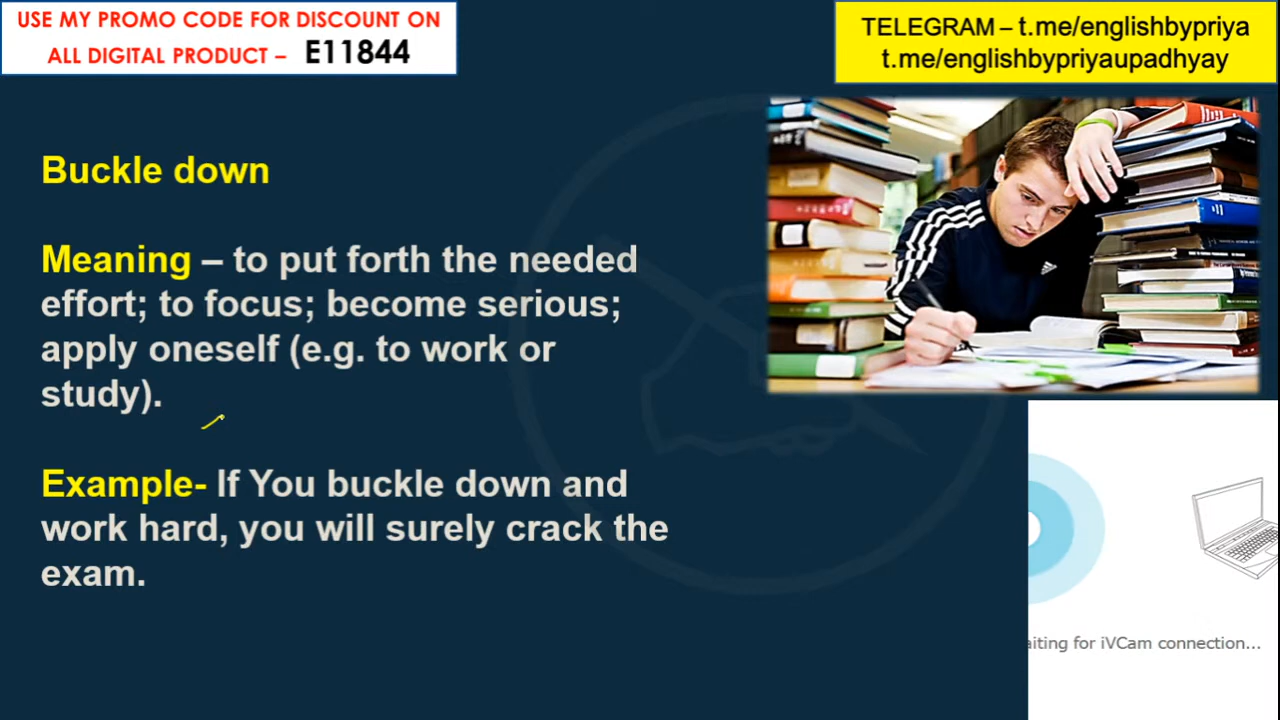 USE MY PROMO CODE FOR DISCOUNT ON
ALL DIGITAL PRODUCT – E11844
TELEGRAM – t.me/englishbypriya
t.me/englishbypriyaupadhyay
Buckle down
Meaning – to put forth the needed
effort; to focus; become serious;
apply oneself (e.g. to work or
study).
Example- If You buckle down and
work hard, you will surely crack the
exam.
aiting for iVCam connection...